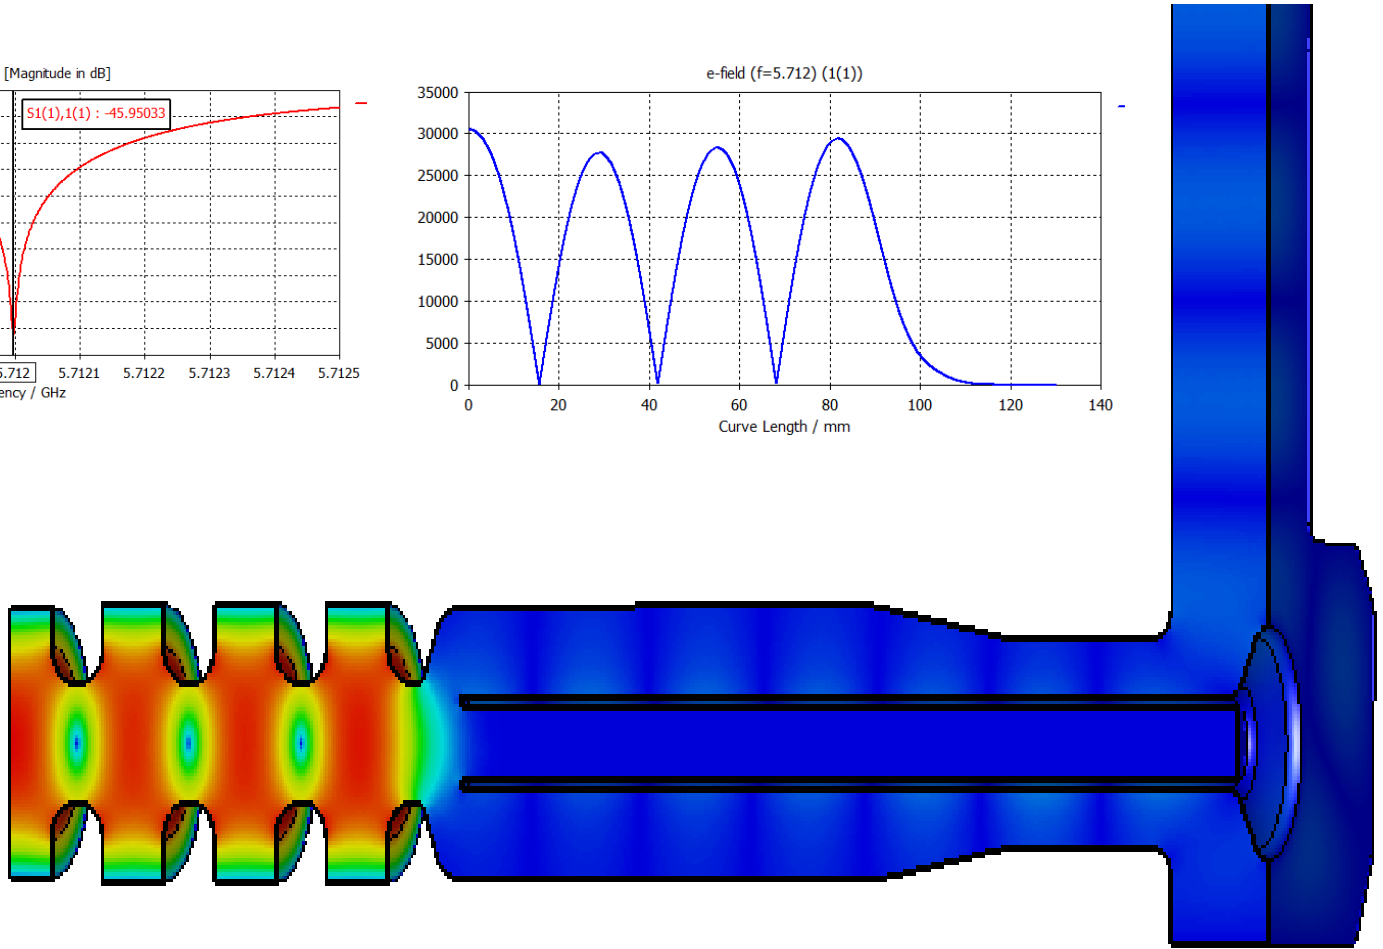 [Magnitude in dB]
S1(1),1(1) : -45.95033
5.7121 5.7122 5.7123 5.7124 5.7125
/ GHz
e-field (f=5.712) (1(1))
35000
30000
25000
20000
15000
10000
5000
0
0 20 40 60 80 100 120 140
Curve Length / mm